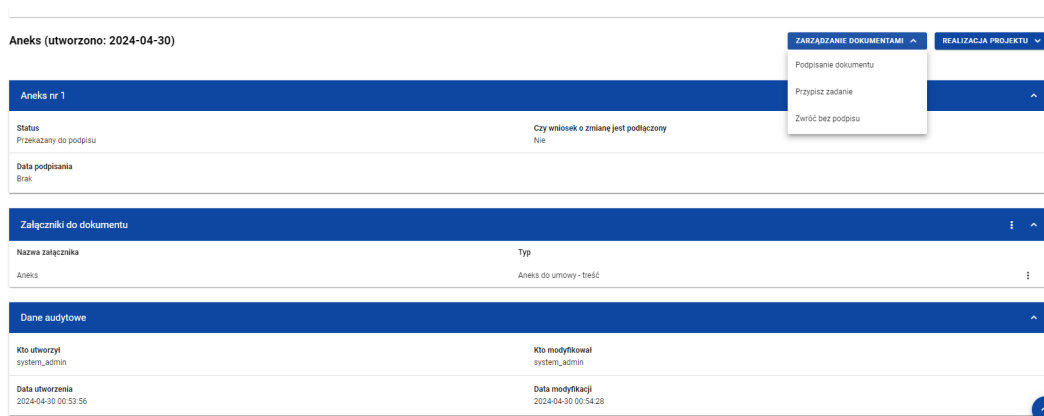 Aneks (utworzono: 2024-04-30)
ZARZĄDZANIE DOKUMENTAMI
REALIZACJA PROJEKTU
Podpisanie dokumentu
Przypisz zadanie
Zwróć bez podpisu
Aneks nr 1
Status
Czy wniosek o zmianę jest podłączony
Przekazany do podpisu
Nie
Data podpisania
Brak
Załączniki do dokumentu
Nazwa załącznika
Typ
Aneks
Aneks do umowy - treść
Dane audytowe
Kto utworzył
Kto modyfikował
system_admin
system_admin
Data utworzenia
Data modyfikacji
2024-04-30 00:53:56
2024-04-30 00:54:28